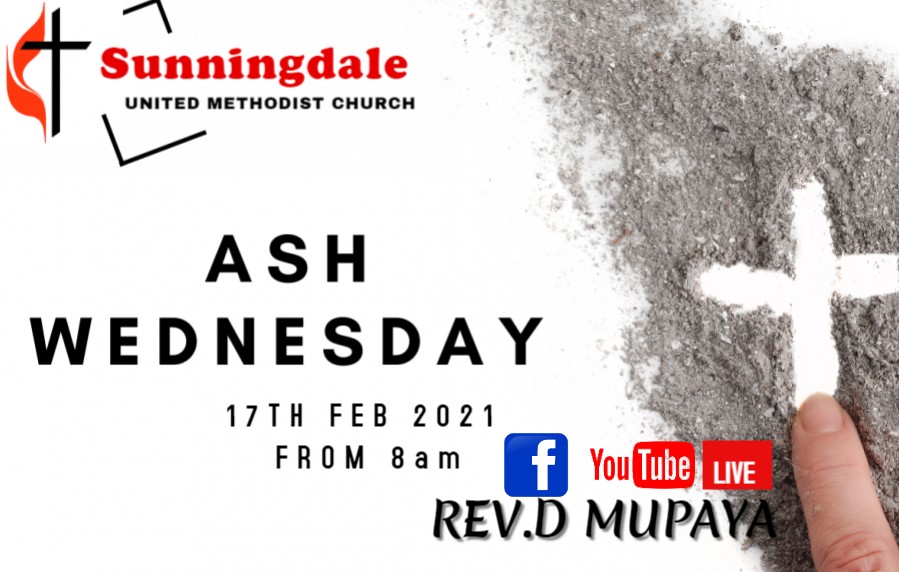 Sunningdale
UNITED METHODIST CHURCH
ASH
WEDNESDAY
17TH FEB 2021
FROM 8am
f YouTube LIVE
REV.D MUPAYA